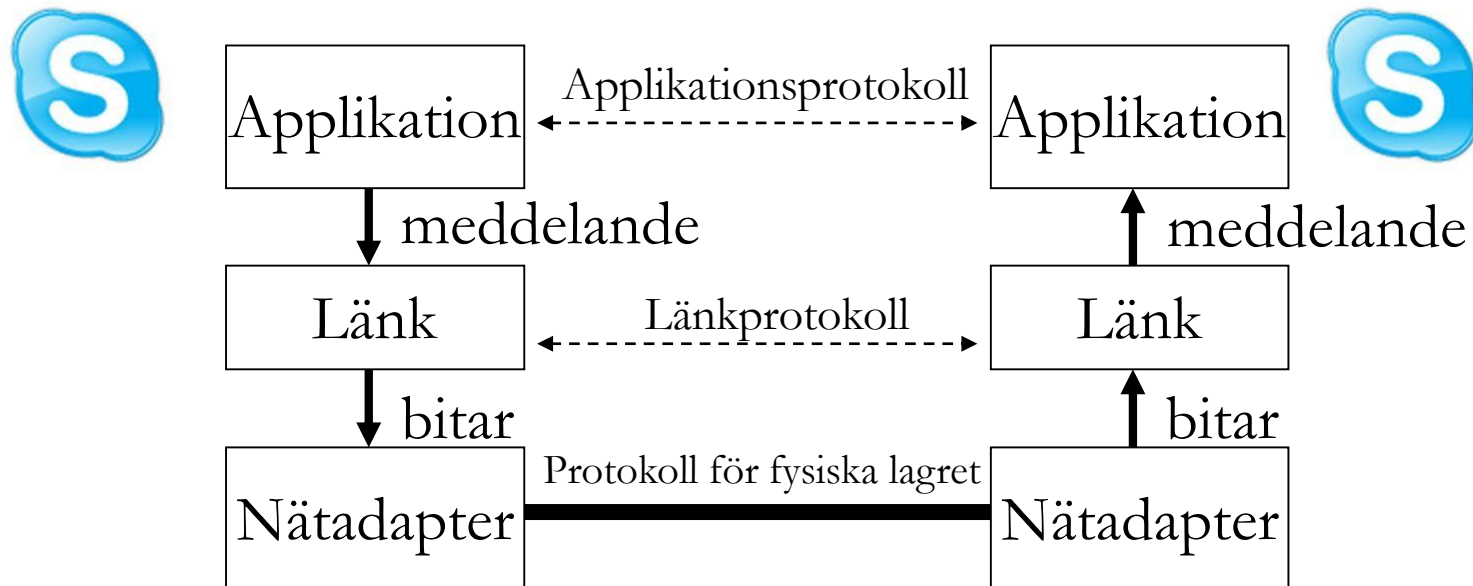 S
S
Applikation
Applikationsprotokoll
Applikation
meddelande
meddelande
Länk
Länkprotokoll
Länk
bitar
bitar
Nätadapter
Protokoll för fysiska lagret
Nätadapter